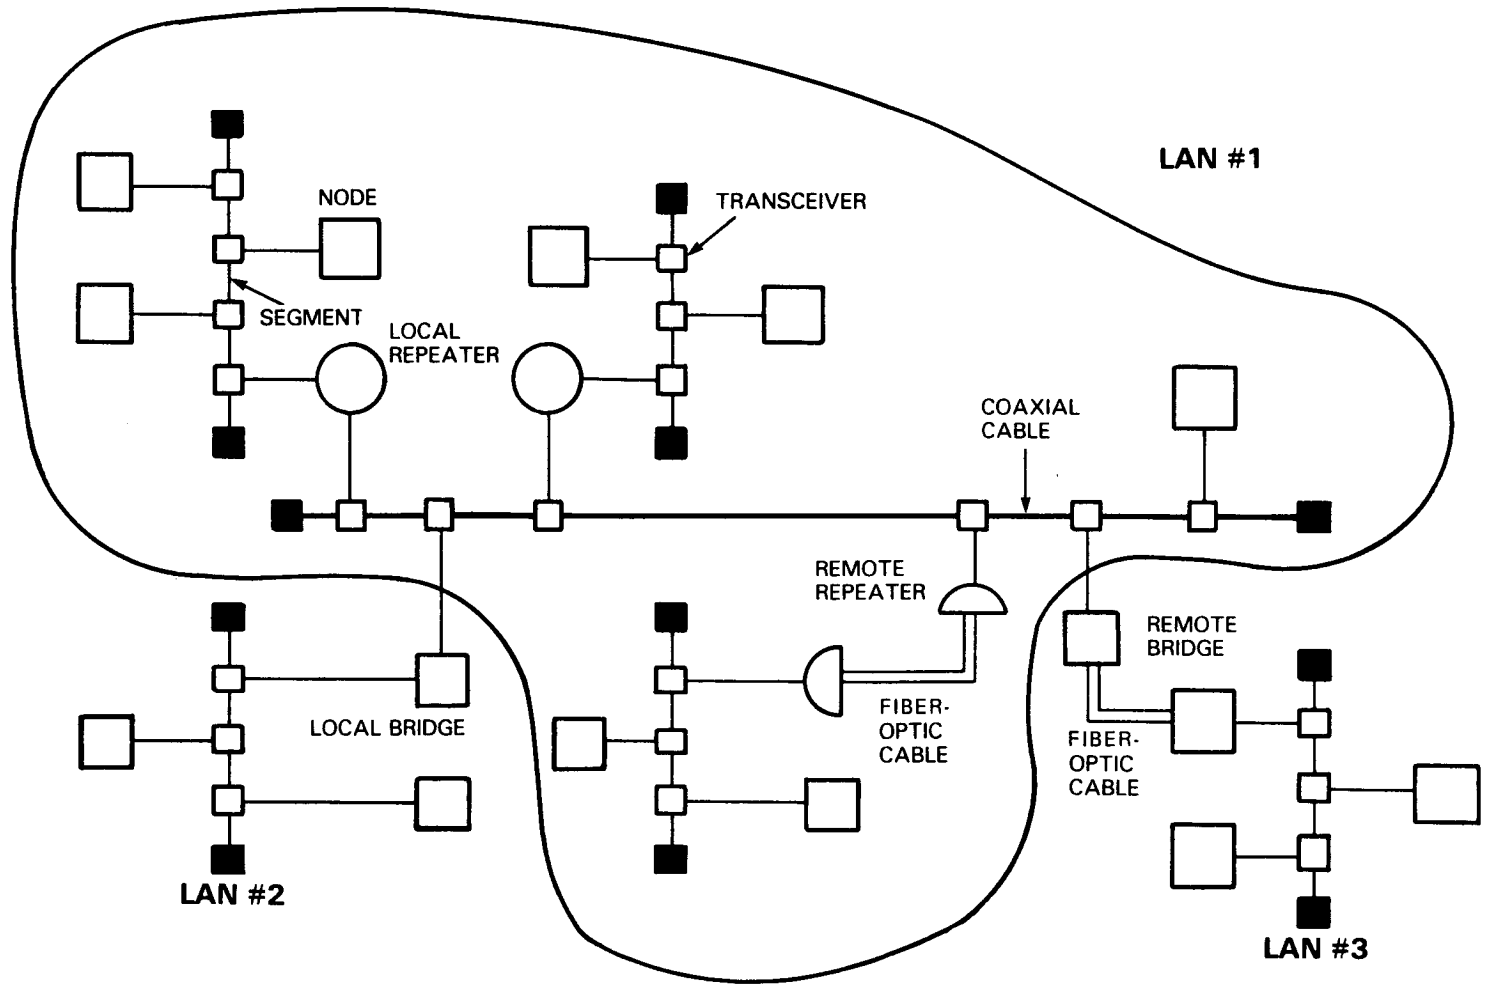 LAN #1
NODE
TRANSCEIVER
SEGMENT
LOCAL
REPEATER
COAXIAL
CABLE
REMOTE
REPEATER
REMOTE
BRIDGE
LOCAL BRIDGE
FIBER-
OPTIC
CABLE
FIBER-
OPTIC
CABLE
LAN #2
LAN #3